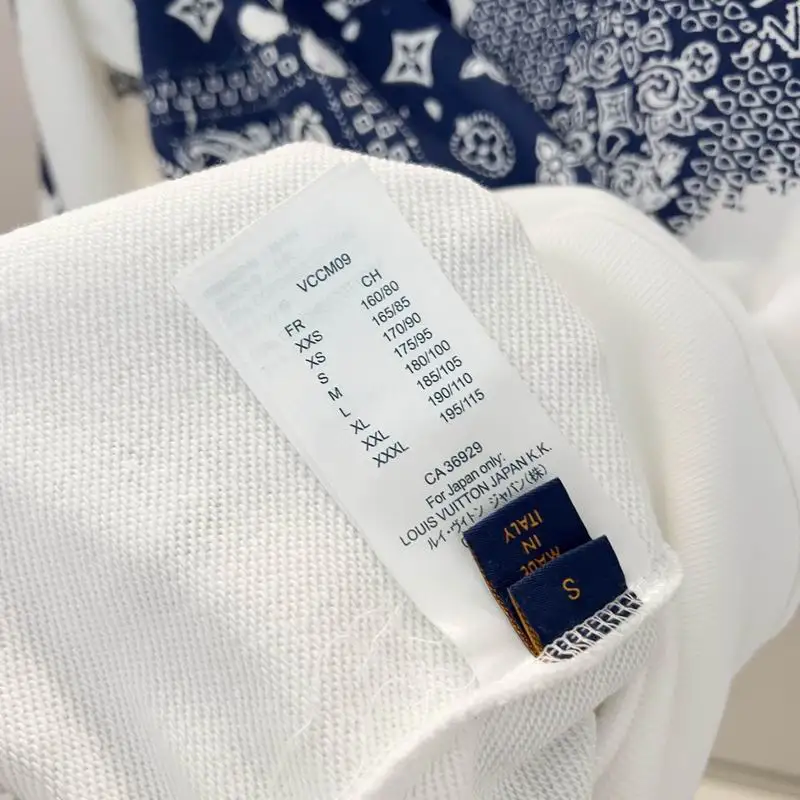 VCCM09
FR CH
XXS 160/80
XS 165/85
S 170/90
M 175/95
L 180/100
XL 185/105
XXL 190/110
XXXL 195/115
CA 36929
For Japan only:
LOUIS VUITTON JAPAN K.K.
ルイ・ヴィトン ジャパン(株)
MADE
IN
ITALY
S